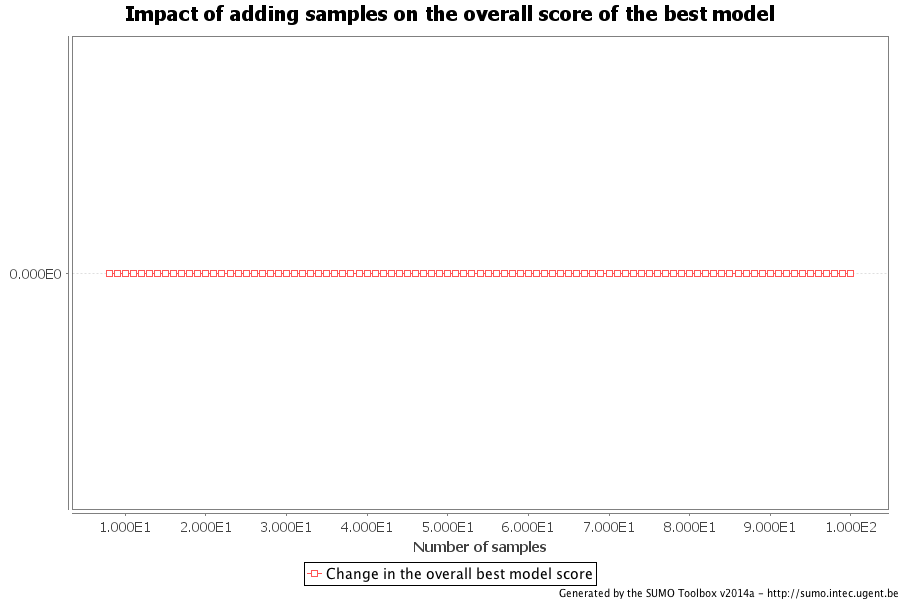 Impact of adding samples on the overall score of the best model
0.000E0
1.000E1 2.000E1 3.000E1 4.000E1 5.000E1 6.000E1 7.000E1 8.000E1 9.000E1 1.000E2
Number of samples
Change in the overall best model score
Generated by the SUMO Toolbox v2014a - http://sumo.intec.ugent.be